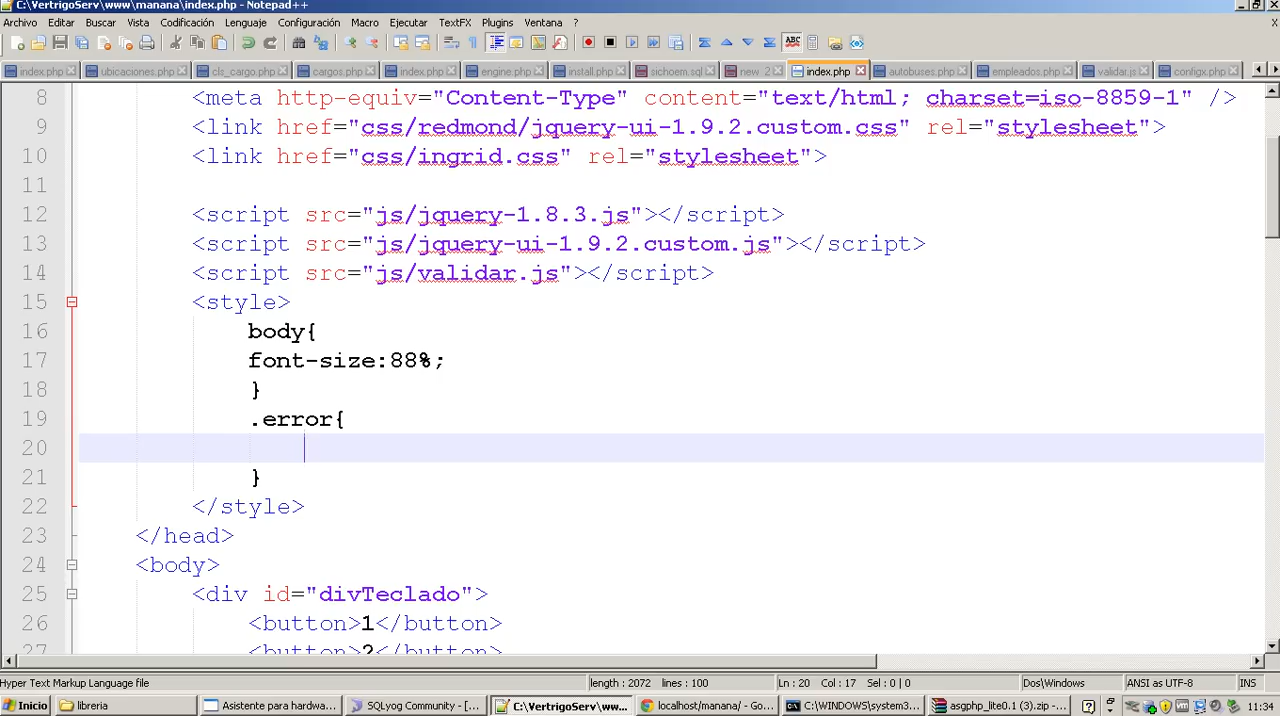 C:\VertrigoServ\www\manana\index.php - Notepad++
Archivo Editar Buscar Vista Codificación Lenguaje Configuración Macro Ejecutar TextFX Plugins Ventana ?
index.php ubicaciones.php cls_cargo.php cargos.php index.php engine.php install.php sichoem.sql new 2 index.php autobuses.php empleados.php validar.js configx.php
8 <meta http-equiv="Content-Type" content="text/html; charset=iso-8859-1" />
9 <link href="css/redmond/jquery-ui-1.9.2.custom.css" rel="stylesheet">
10 <link href="css/ingrid.css" rel="stylesheet">
11
12 <script src="js/jquery-1.8.3.js"></script>
13 <script src="js/jquery-ui-1.9.2.custom.js"></script>
14 <script src="js/validar.js"></script>
15 <style>
16 body{
17 font-size:88%;
18 }
19 .error{
20
21 }
22 </style>
23 </head>
24 <body>
25 <div id="divTeclado">
26 <button>1</button>
27 <button>2</button>
Hyper Text Markup Language file length : 2072 lines : 100 Ln : 20 Col : 17 Sel : 0 | 0 Dos\Windows ANSI as UTF-8 INS
Inicio libreria Asistente para hardwa... SQLyog Community - [... C:\VertrigoServ\www... localhost/manana/ - Go... C:\WINDOWS\system3... asgphp_lite0.1 (3).zip - ... 11:34